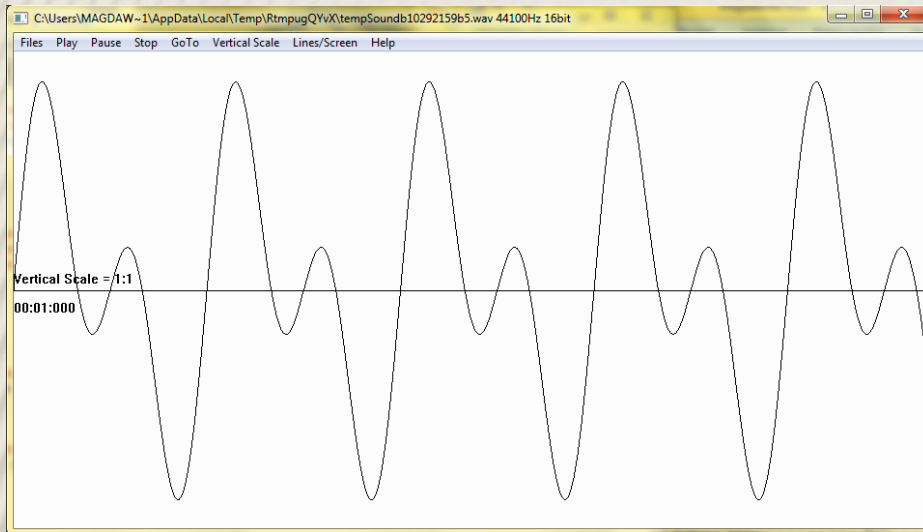 C:\Users\MAGDAW~1\AppData\Local\Temp\RtmpugQYvX\tempSoundb10292159b5.wav 44100Hz 16bit
Files Play Pause Stop GoTo Vertical Scale Lines/Screen Help
Vertical Scale = 1:1
00:01:000